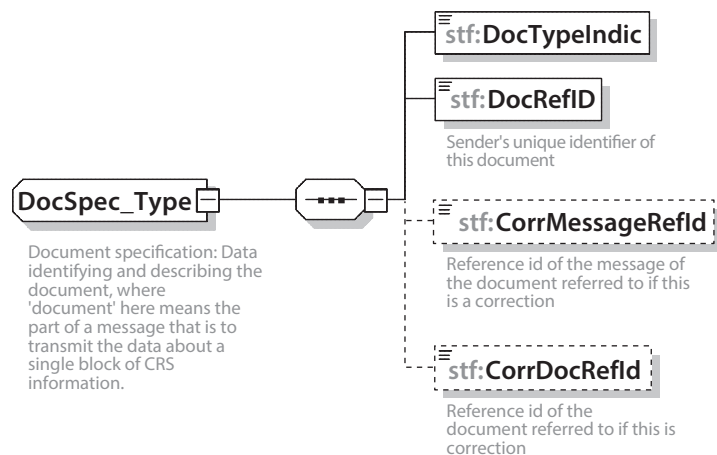 stf:DocTypeIndic
stf:DocRefID
Sender's unique identifier of
this document
DocSpec_Type
Document specification: Data
identifying and describing the
document, where
'document' here means the
part of a message that is to
transmit the data about a
single block of CRS
information.
stf:CorrMessageRefId
Reference id of the message of
the document referred to if this
is a correction
stf:CorrDocRefId
Reference id of the
document referred to if this is
correction